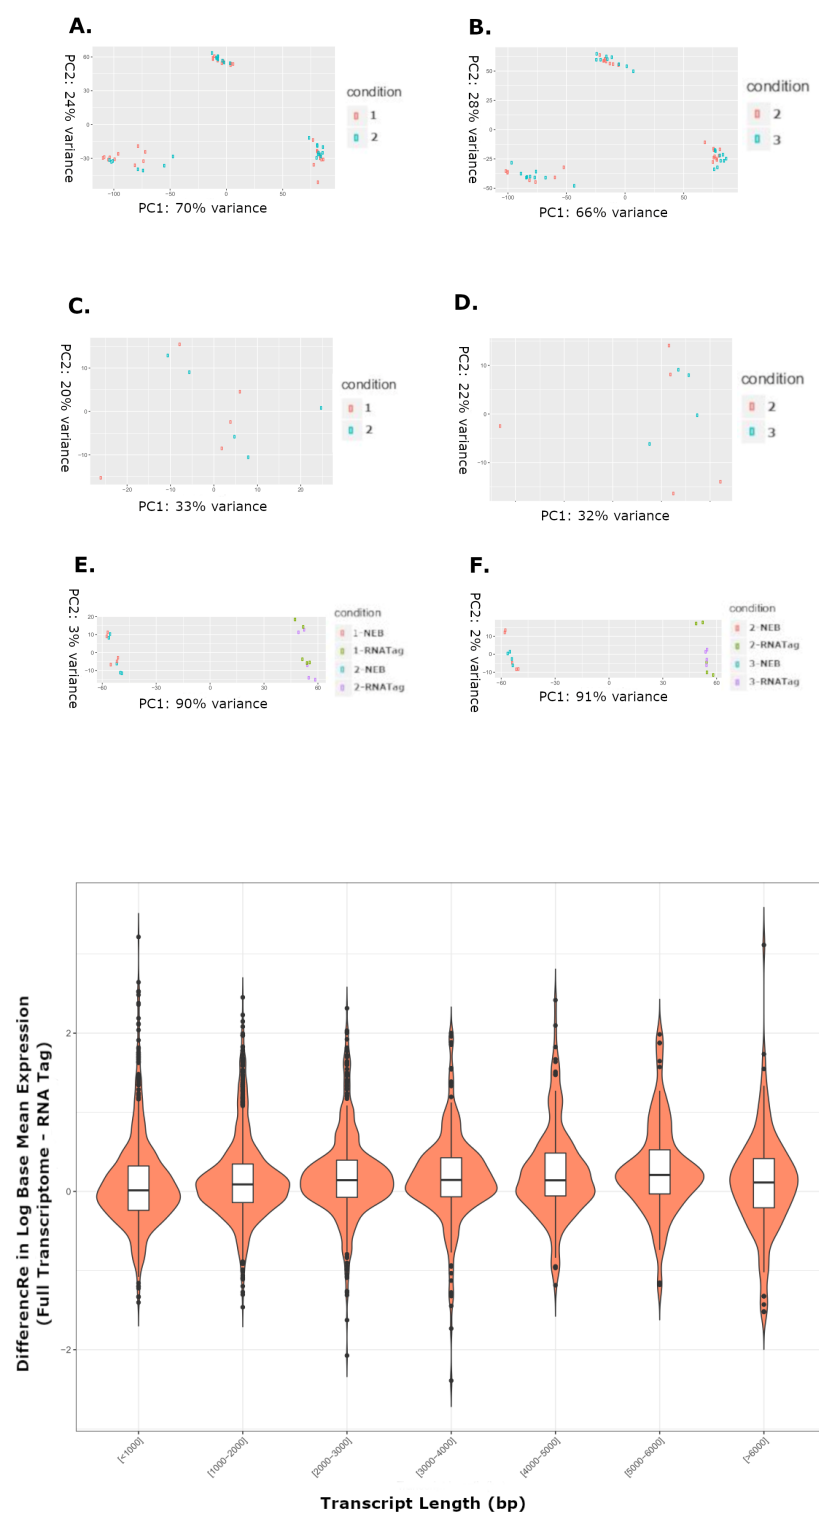 A.
PC2: 24% variance
60
30
0
−30
−100
−50
0
50
PC1: 70% variance
condition
1
2
B.
PC2: 28% variance
50
25
0
−25
−50
−100
−50
0
50
PC1: 66% variance
condition
2
3
C.
PC2: 20% variance
10
0
−10
−20
−10
0
10
20
PC1: 33% variance
condition
1
2
D.
PC2: 22% variance
10
0
−10
PC1: 32% variance
condition
2
3
E.
PC2: 3% variance
20
10
0
−10
−60
−30
0
30
60
PC1: 90% variance
condition
1-NEB
1-RNATag
2-NEB
2-RNATag
F.
PC2: 2% variance
10
0
−10
−60
−30
0
30
60
PC1: 91% variance
condition
2-NEB
2-RNATag
3-NEB
3-RNATag
DifferencRe in Log Base Mean Expression
(Full Transcriptome - RNA Tag)
2
0
−2
[<1000]
[1000~2000]
[2000~3000]
[3000~4000]
[4000~5000]
[5000~6000]
[>6000]
Transcript Length (bp)